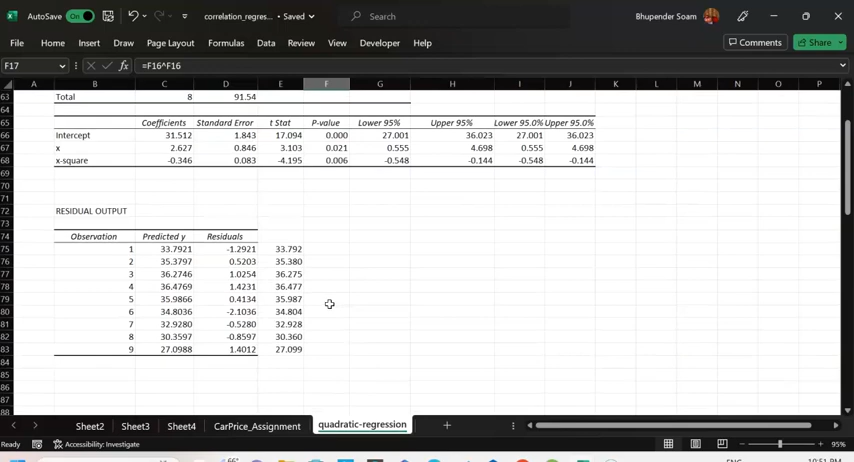 AutoSave On correlation_regres... • Saved Search Bhupender Soam
File Home Insert Draw Page Layout Formulas Data Review View Developer Help Comments Share
F17 fx =F16^F16
A B C D E F G H I J K L M N O P
63 Total 8 91.54
64
65 Coefficients Standard Error t Stat P-value Lower 95% Upper 95% Lower 95.0% Upper 95.0%
66 Intercept 31.512 1.843 17.094 0.000 27.001 36.023 27.001 36.023
67 x 2.627 0.846 3.103 0.021 0.555 4.698 0.555 4.698
68 x-square -0.346 0.083 -4.195 0.006 -0.548 -0.144 -0.548 -0.144
69
70
71
72 RESIDUAL OUTPUT
73
74 Observation Predicted y Residuals
75 1 33.7921 -1.2921 33.792
76 2 35.3797 0.5203 35.380
77 3 36.2746 1.0254 36.275
78 4 36.4769 1.4231 36.477
79 5 35.9866 0.4134 35.987
80 6 34.8036 -2.1036 34.804
81 7 32.9280 -0.5280 32.928
82 8 30.3597 -0.8597 30.360
83 9 27.0988 1.4012 27.099
84
85
86
87
88
Sheet2 Sheet3 Sheet4 CarPrice_Assignment quadratic-regression
Ready Accessibility: Investigate 95%
66° ENG 10:51 PM